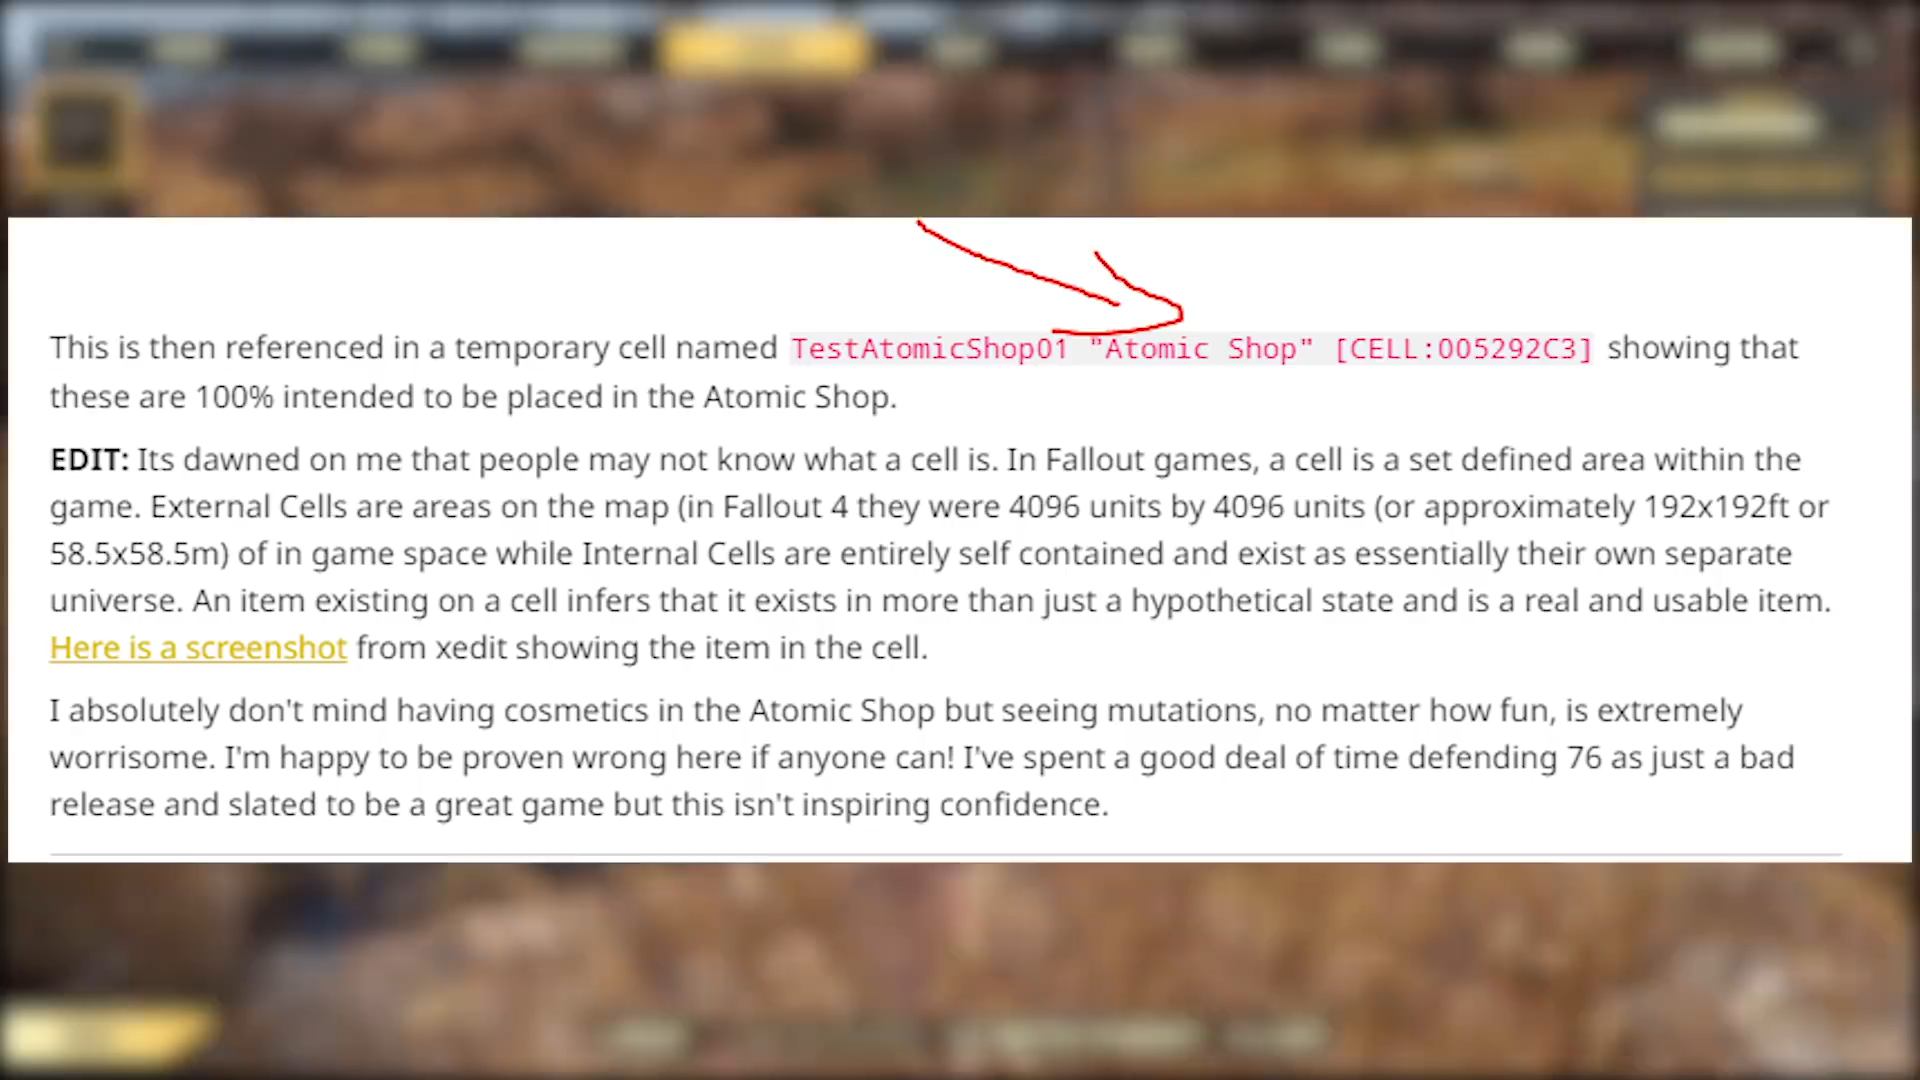 This is then referenced in a temporary cell named TestAtomicShop01 "Atomic Shop" [CELL:005292C3] showing that
these are 100% intended to be placed in the Atomic Shop.
EDIT: Its dawned on me that people may not know what a cell is. In Fallout games, a cell is a set defined area within the
game. External Cells are areas on the map (in Fallout 4 they were 4096 units by 4096 units (or approximately 192x192ft or
58.5x58.5m) of in game space while Internal Cells are entirely self contained and exist as essentially their own separate
universe. An item existing on a cell infers that it exists in more than just a hypothetical state and is a real and usable item.
Here is a screenshot from xedit showing the item in the cell.
I absolutely don't mind having cosmetics in the Atomic Shop but seeing mutations, no matter how fun, is extremely
worrisome. I'm happy to be proven wrong here if anyone can! I've spent a good deal of time defending 76 as just a bad
release and slated to be a great game but this isn't inspiring confidence.